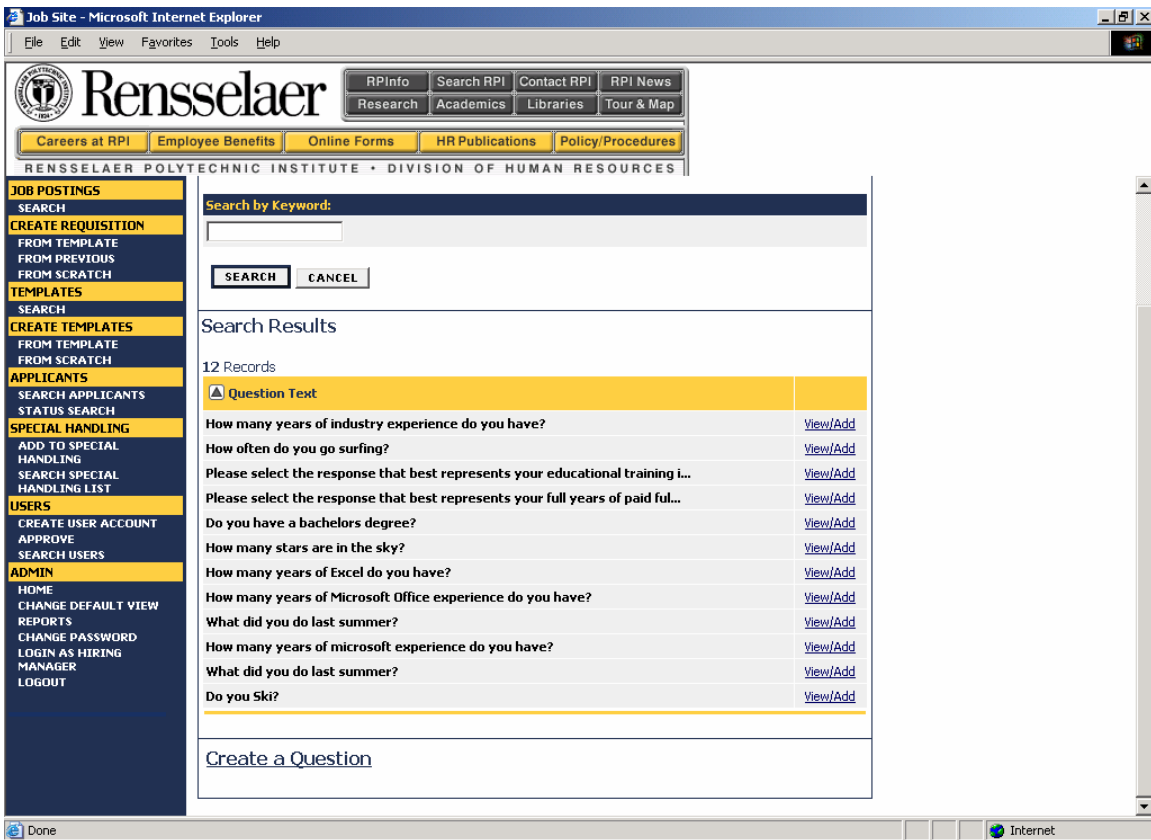 Job Site - Microsoft Internet Explorer
File Edit View Favorites Tools Help
Rensselaer
RPInfo Search RPI Contact RPI RPI News
Research Academics Libraries Tour & Map
Careers at RPI Employee Benefits Online Forms HR Publications Policy/Procedures
RENSSELAER POLYTECHNIC INSTITUTE • DIVISION OF HUMAN RESOURCES
JOB POSTINGS
SEARCH
CREATE REQUISITION
FROM TEMPLATE
FROM PREVIOUS
FROM SCRATCH
TEMPLATES
SEARCH
CREATE TEMPLATES
FROM TEMPLATE
FROM SCRATCH
APPLICANTS
SEARCH APPLICANTS
STATUS SEARCH
SPECIAL HANDLING
ADD TO SPECIAL
HANDLING
SEARCH SPECIAL
HANDLING LIST
USERS
CREATE USER ACCOUNT
APPROVE
SEARCH USERS
ADMIN
HOME
CHANGE DEFAULT VIEW
REPORTS
CHANGE PASSWORD
LOGIN AS HIRING
MANAGER
LOGOUT
Search by Keyword:
SEARCH CANCEL
Search Results
12 Records
Question Text
How many years of industry experience do you have? View/Add
How often do you go surfing? View/Add
Please select the response that best represents your educational training i... View/Add
Please select the response that best represents your full years of paid ful... View/Add
Do you have a bachelors degree? View/Add
How many stars are in the sky? View/Add
How many years of Excel do you have? View/Add
How many years of Microsoft Office experience do you have? View/Add
What did you do last summer? View/Add
How many years of microsoft experience do you have? View/Add
What did you do last summer? View/Add
Do you Ski? View/Add
Create a Question
Done Internet